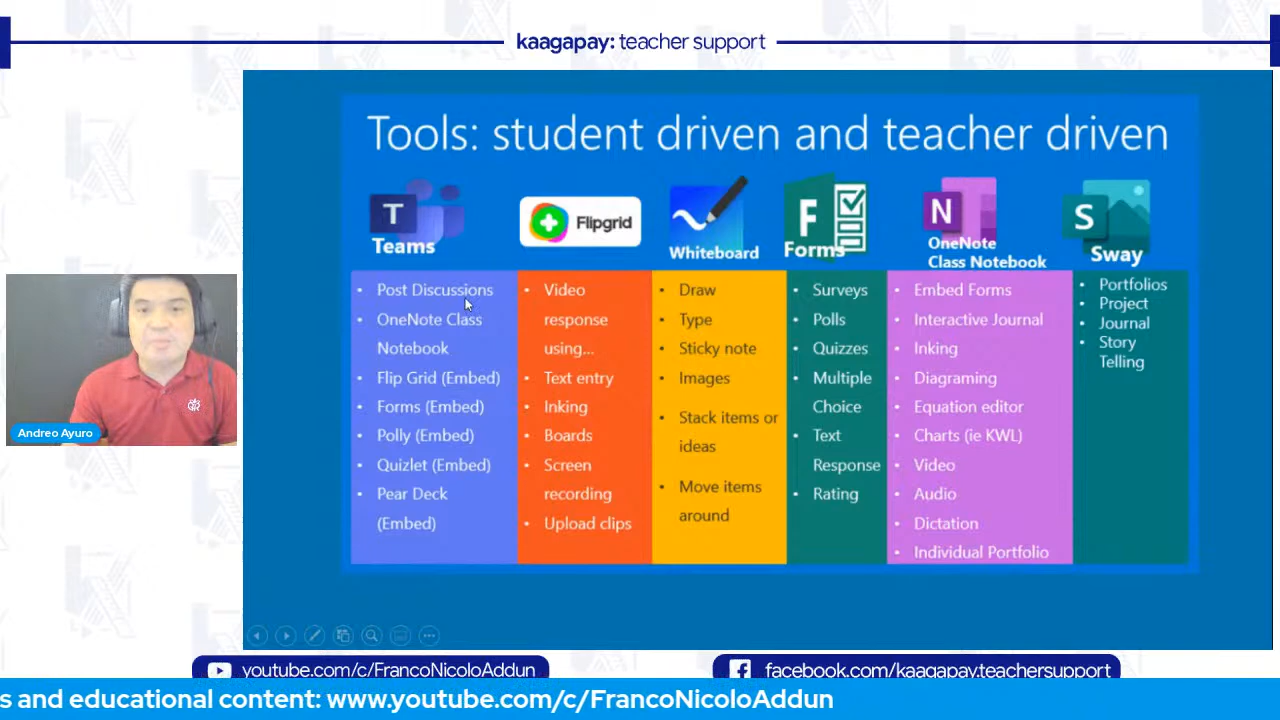 kaagapay: teacher support
Tools: student driven and teacher driven
T
Teams
Flipgrid
Whiteboard
F
Forms
N
OneNote
Class Notebook
S
Sway
• Post Discussions
• OneNote Class
Notebook
• Flip Grid (Embed)
• Forms (Embed)
• Polly (Embed)
• Quizlet (Embed)
• Pear Deck
(Embed)
• Video
response
using...
• Text entry
• Inking
• Boards
• Screen
recording
• Upload clips
• Draw
• Type
• Sticky note
• Images
• Stack items or
ideas
• Move items
around
• Surveys
• Polls
• Quizzes
• Multiple
Choice
• Text
Response
• Rating
• Embed Forms
• Interactive Journal
• Inking
• Diagraming
• Equation editor
• Charts (ie KWL)
• Video
• Audio
• Dictation
• Individual Portfolio
• Portfolios
• Project
• Journal
• Story
Telling
Andreo Ayuro
youtube.com/c/FrancoNicoloAddun
facebook.com/kaagapay.teachersupport
s and educational content: www.youtube.com/c/FrancoNicoloAddun